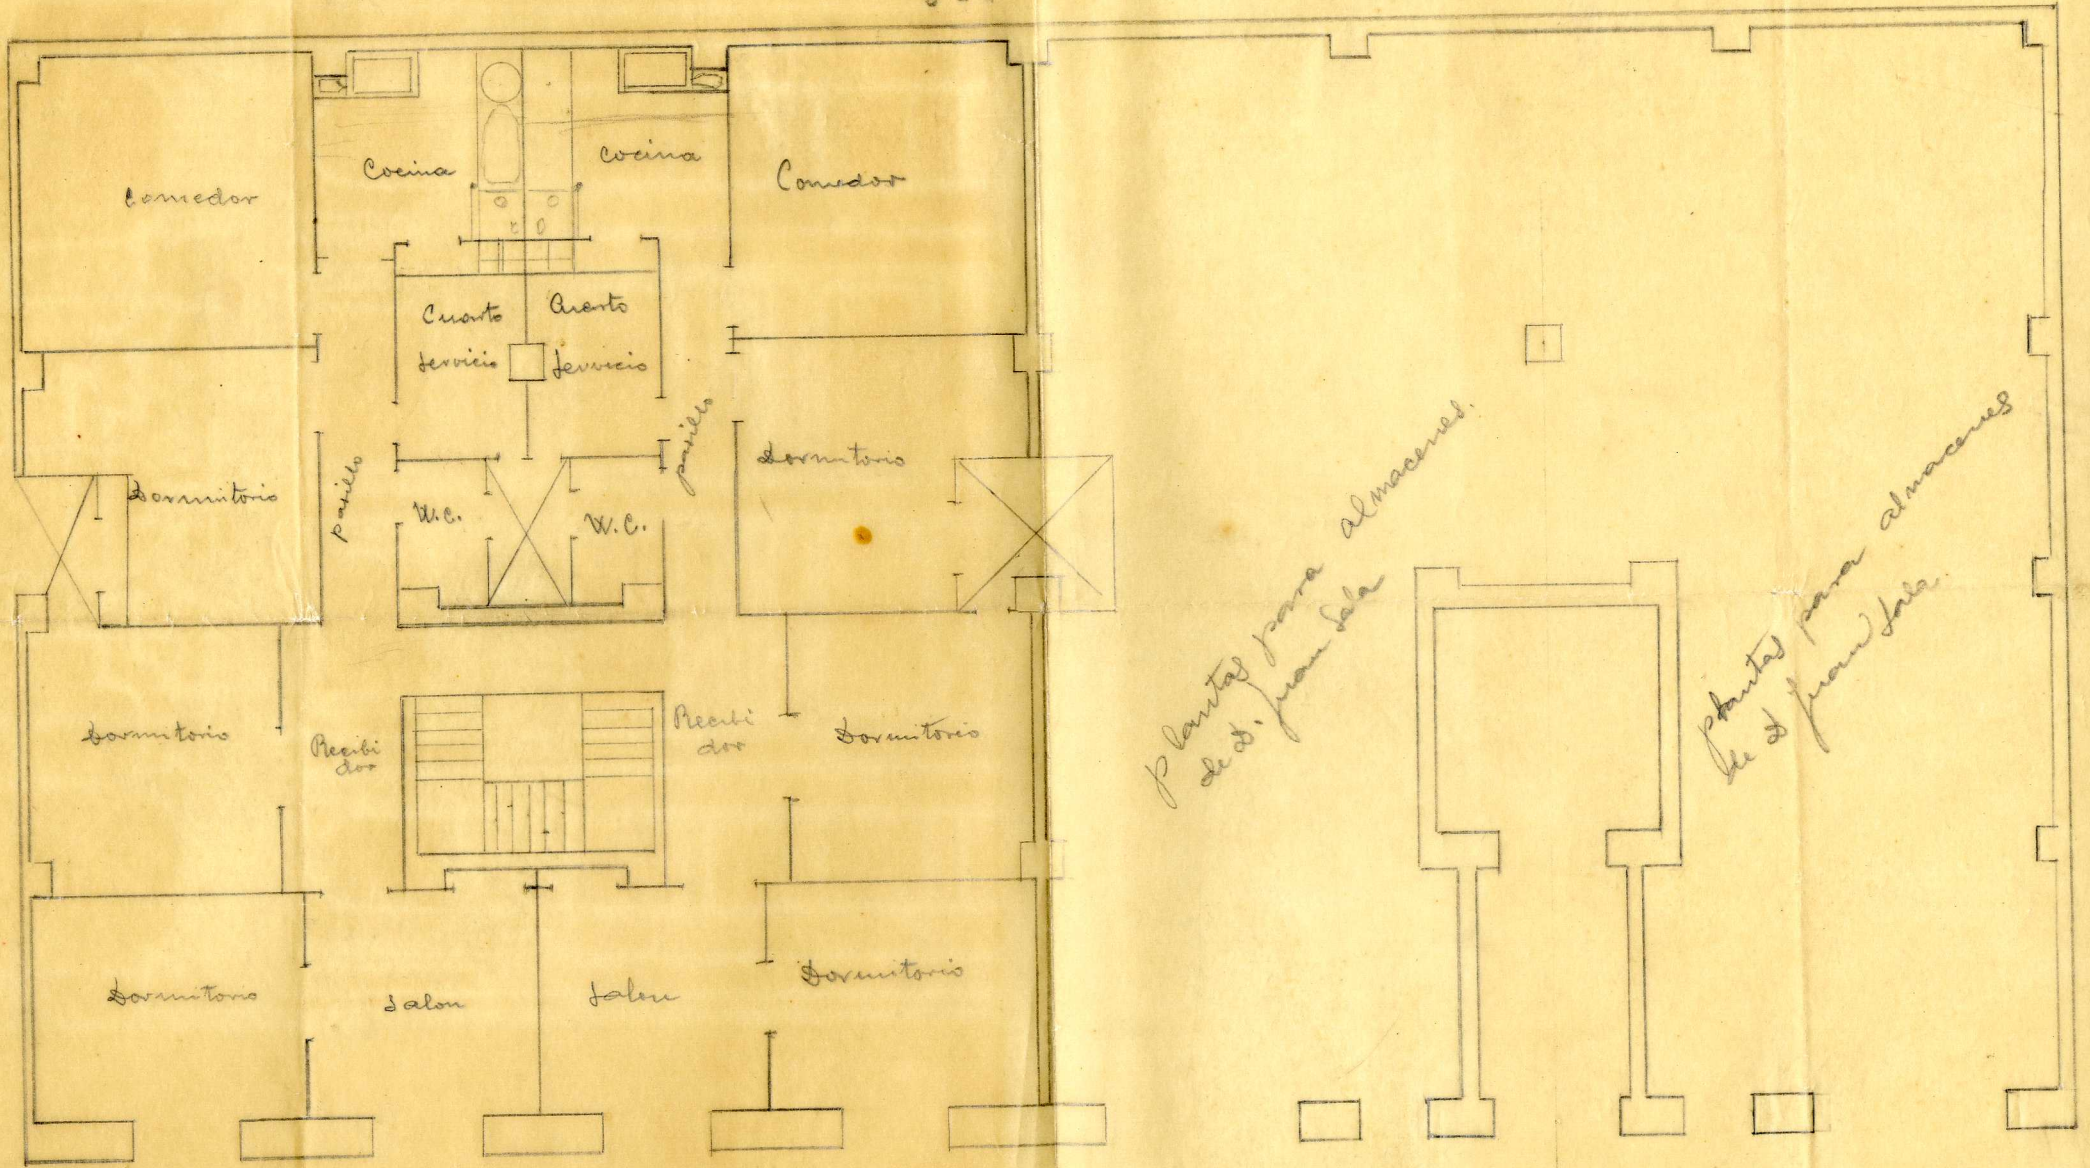 Comedor
Cocina
cocina
Comedor
Cuarto
servicio
Cuarto
servicio
Dormitorio
pasillo
W.C.
W.C.
pasillo
Dormitorio
Dormitorio
Recibi
dor
Recibi
dor
Dormitorio
Dormitorio
salon
salon
Dormitorio
plantas para almacenes.
de D. Juan Sala
plantas para almacenes
de D Juan Sala.